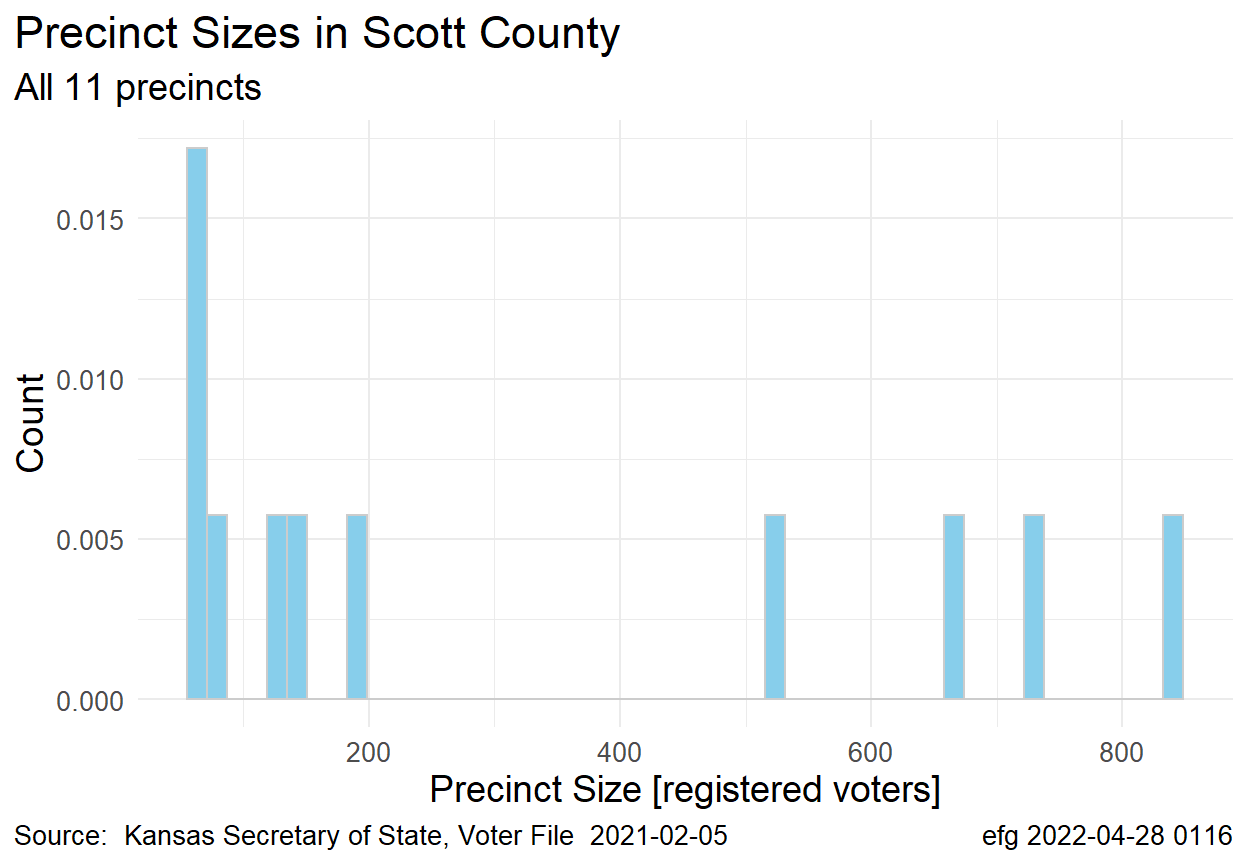 Precinct Sizes in Scott County
All 11 precincts
0.015
0.010
0.005
0.000
Count
200 400 600 800
Precinct Size [registered voters]
Source:  Kansas Secretary of State, Voter File  2021-02-05
efg 2022-04-28 0116